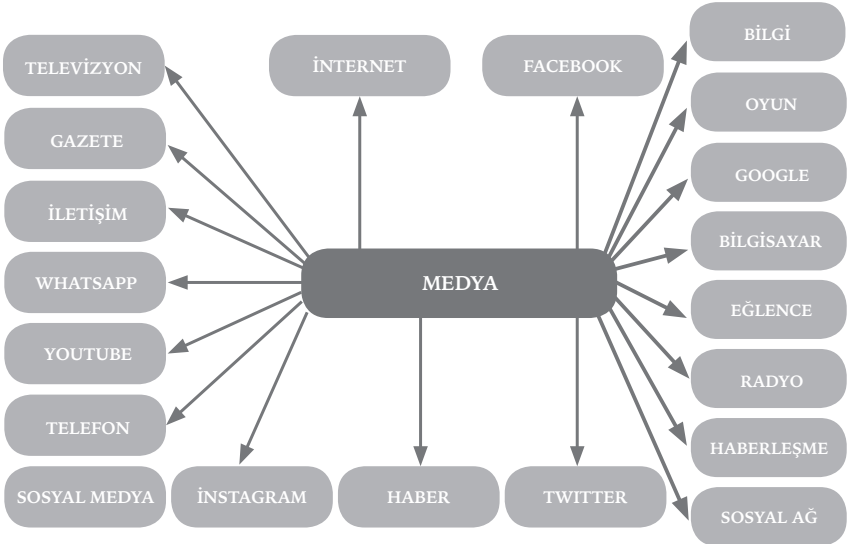 BİLGİ
TELEVİZYON
İNTERNET
FACEBOOK
OYUN
GAZETE
GOOGLE
İLETİŞİM
BİLGİSAYAR
WHATSAPP
MEDYA
EĞLENCE
YOUTUBE
RADYO
TELEFON
HABERLEŞME
SOSYAL MEDYA
İNSTAGRAM
HABER
TWITTER
SOSYAL AĞ